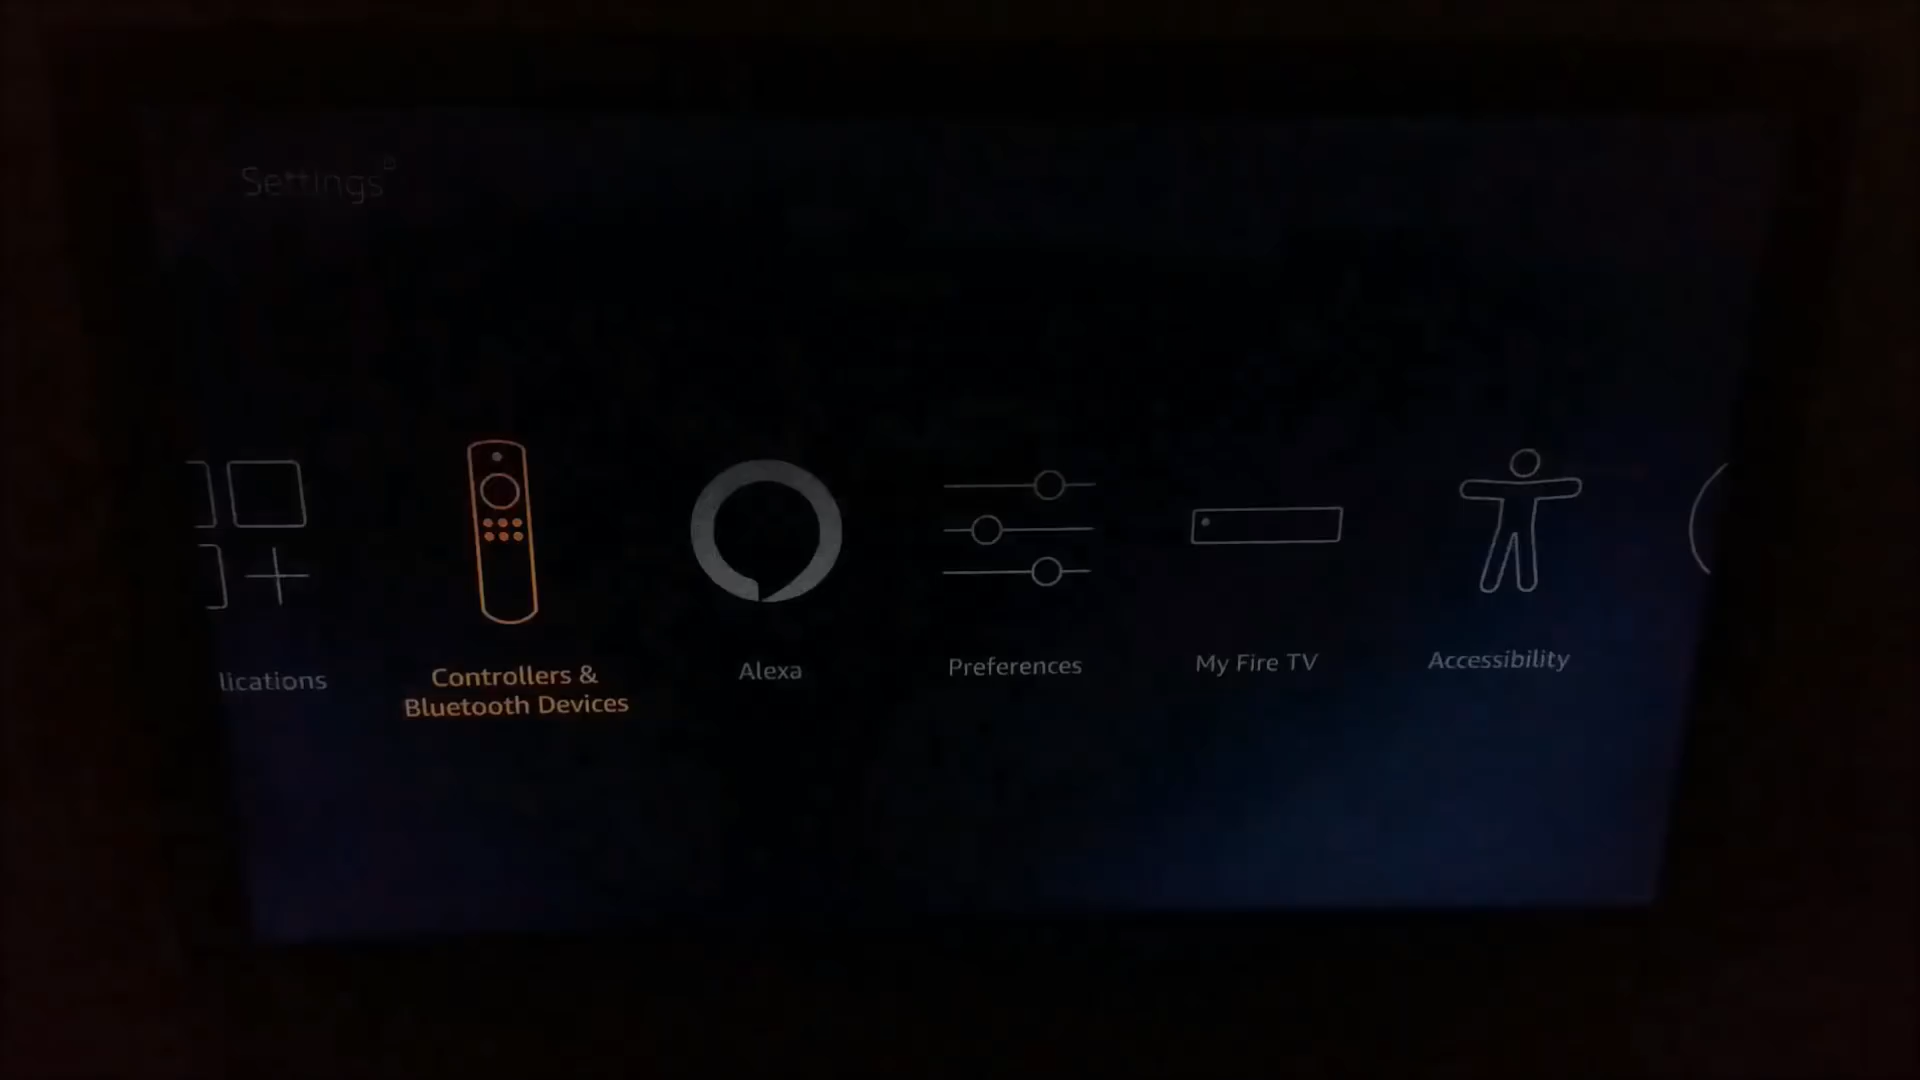 Settings
lications
Controllers &
Bluetooth Devices
Alexa
Preferences
My Fire TV
Accessibility